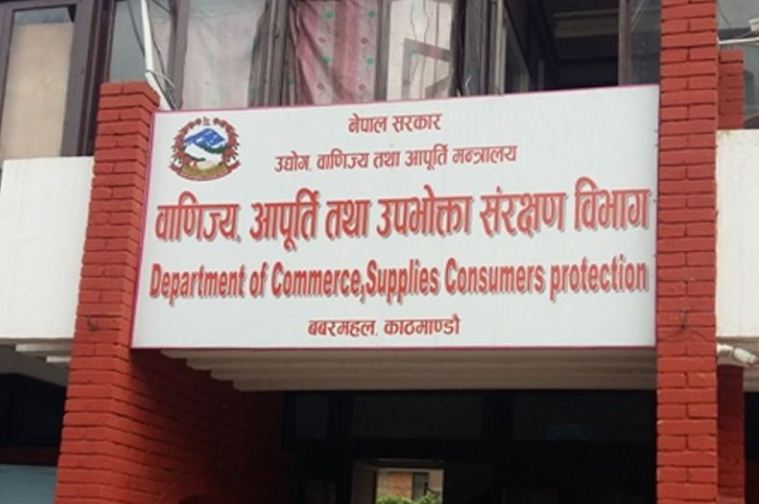 नेपाल सरकार
उद्योग, वाणिज्य तथा आपूर्ति मन्त्रालय
वाणिज्य, आपूर्ति तथा उपभोक्ता संरक्षण विभाग
Department of Commerce,Supplies Consumers protection
बबरमहल, काठमाण्डौ